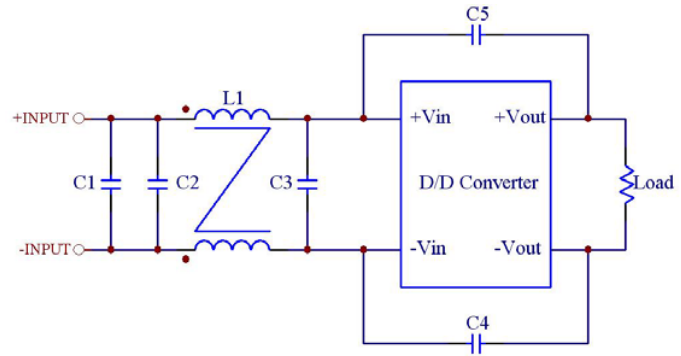 C5
L1
+INPUT
+Vin
+Vout
C1
C2
C3
D/D Converter
Load
-INPUT
-Vin
-Vout
C4